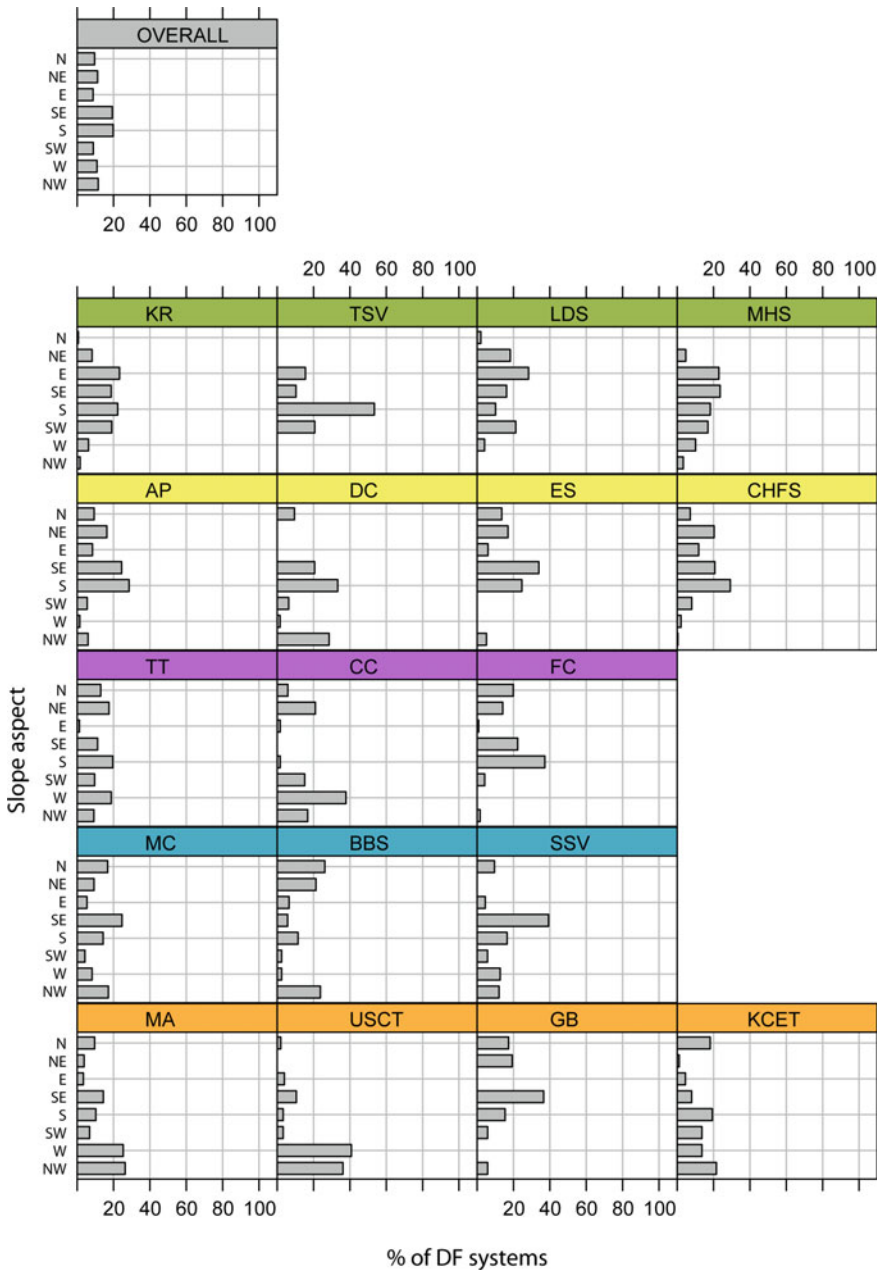 OVERALL
N
NE
E
SE
S
SW
W
NW
20 40 60 80 100
20 40 60 80 100
20 40 60 80 100
KR TSV LDS MHS
N
NE
E
SE
S
SW
W
NW
AP DC ES CHFS
N
NE
E
SE
S
SW
W
NW
TT CC FC
N
NE
E
SE
S
SW
W
NW
Slope aspect
MC BBS SSV
N
NE
E
SE
S
SW
W
NW
MA USCT GB KCET
N
NE
E
SE
S
SW
W
NW
20 40 60 80 100
20 40 60 80 100
% of DF systems